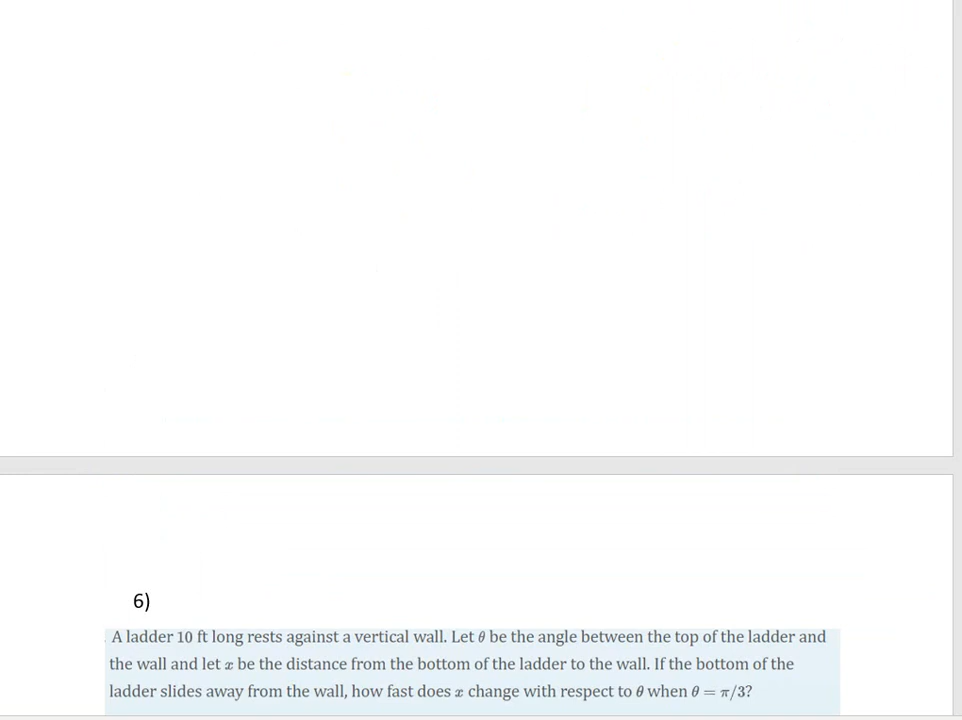 6)
A ladder 10 ft long rests against a vertical wall. Let θ be the angle between the top of the ladder and
the wall and let x be the distance from the bottom of the ladder to the wall. If the bottom of the
ladder slides away from the wall, how fast does x change with respect to θ when θ = π/3?